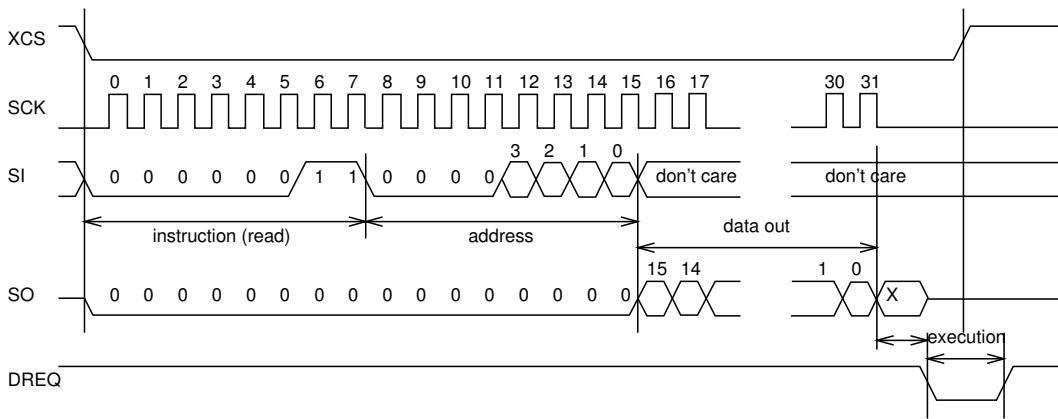 XCS
0 1 2 3 4 5 6 7 8 9 10 11 12 13 14 15 16 17 30 31
SCK
3 2 1 0
SI 0 0 0 0 0 0 1 1 0 0 0 0 don't care don't care
instruction (read) address data out
15 14 1 0
SO 0 0 0 0 0 0 0 0 0 0 0 0 0 0 0 0 X
execution
DREQ